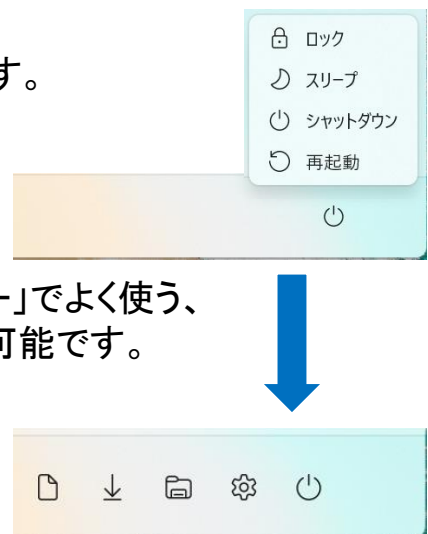 す。
ロック
スリープ
シャットダウン
再起動
ー」でよく使う、
可能です。